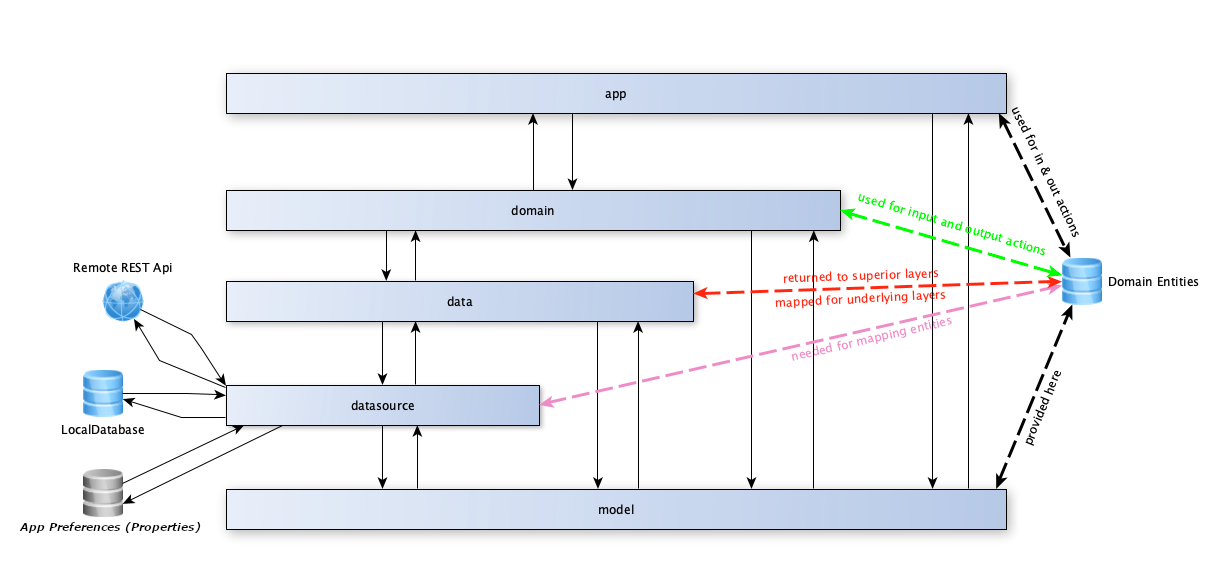 app
used for in & out actions
domain
used for input and output actions
Remote REST Api
returned to superior layers
Domain Entities
data
mapped for underlying layers
needed for mapping entities
datasource
LocalDatabase
provided here
model
App Preferences (Properties)